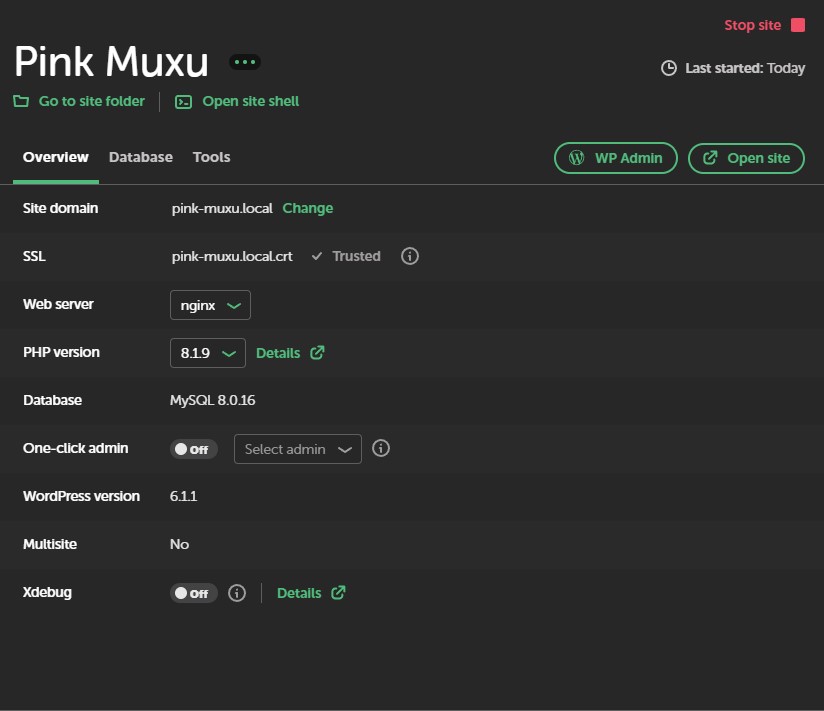 Stop site
Pink Muxu
Last started: Today
Go to site folder Open site shell
Overview Database Tools WP Admin Open site
Site domain pink-muxu.local Change
SSL pink-muxu.local.crt Trusted
Web server nginx
PHP version 8.1.9 Details
Database MySQL 8.0.16
One-click admin Off Select admin
WordPress version 6.1.1
Multisite No
Xdebug Off Details